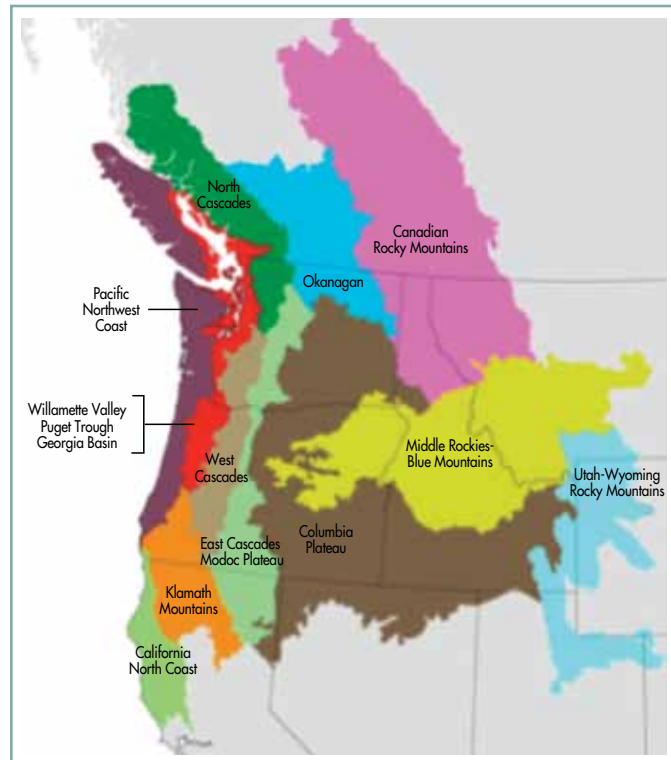 North
Cascades
Canadian
Rocky Mountains
Okanagan
Pacific
Northwest
Coast
Willamette Valley
Puget Trough
Georgia Basin
West
Cascades
Middle Rockies-
Blue Mountains
Utah-Wyoming
Rocky Mountains
Columbia
Plateau
East Cascades
Modoc Plateau
Klamath
Mountains
California
North Coast